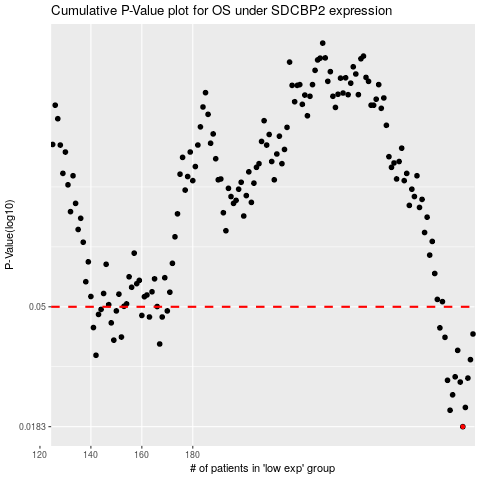 Cumulative P-Value plot for OS under SDCBP2 expression
P-Value(log10)
0.05
0.0183
120 140 160 180
# of patients in 'low exp' group